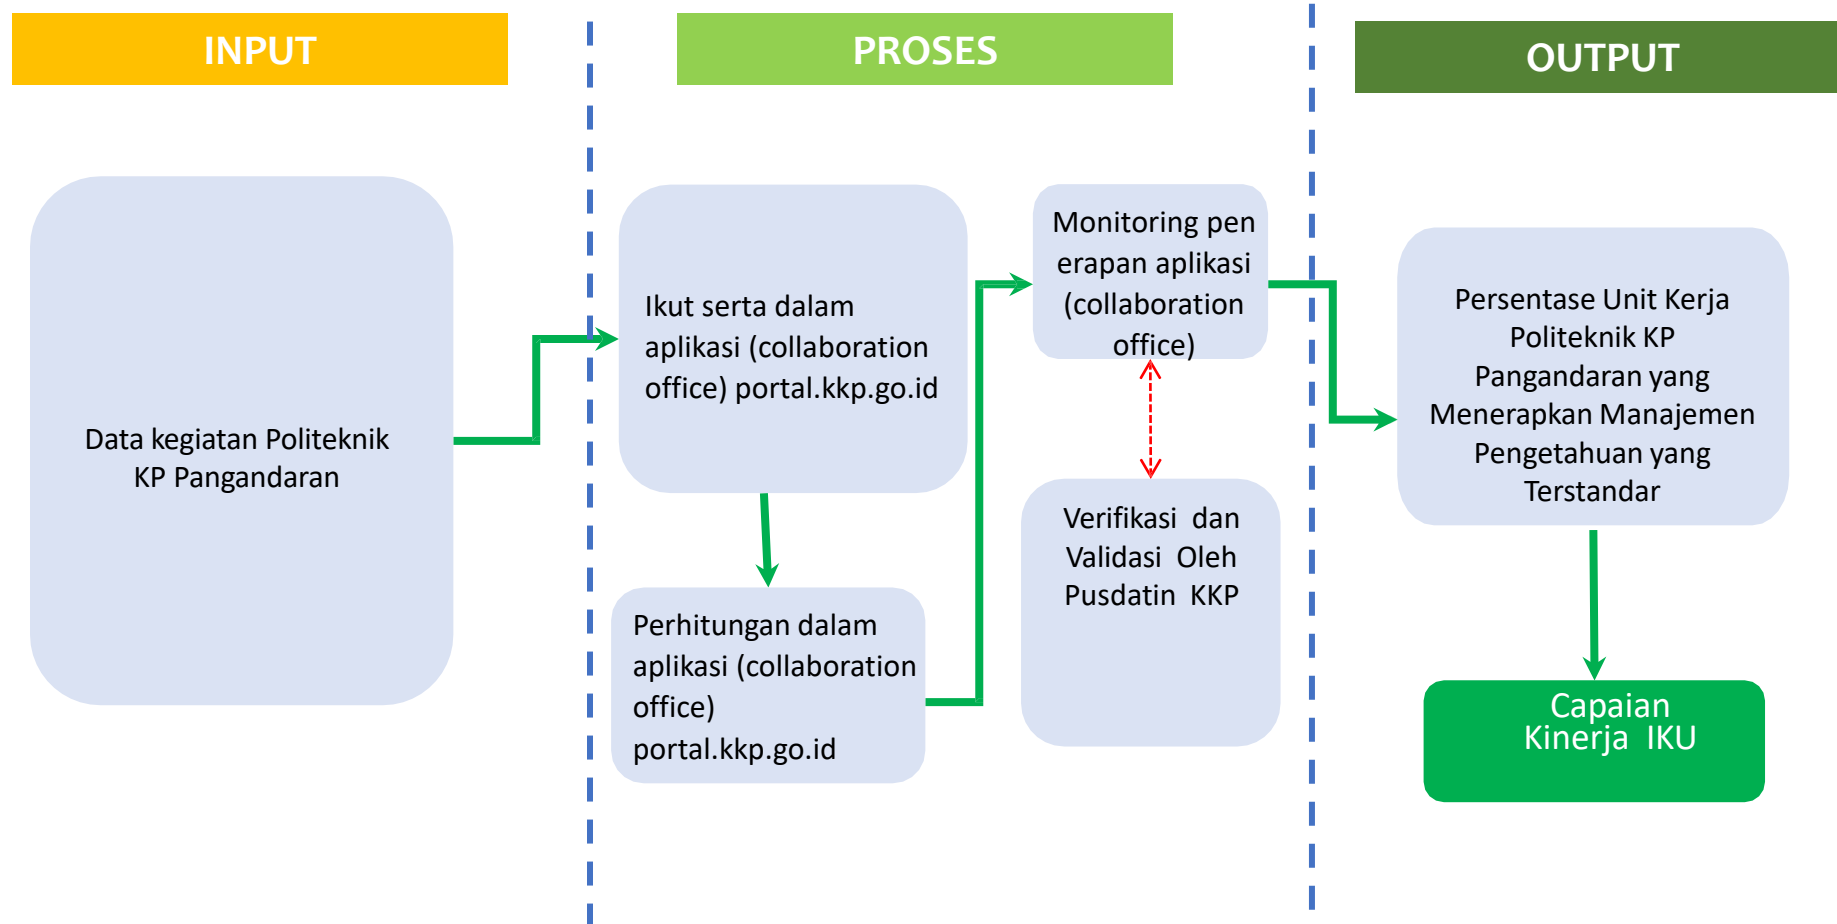 INPUT
PROSES
OUTPUT
Data kegiatan Politeknik
KP Pangandaran
Ikut serta dalam
aplikasi (collaboration
office) portal.kkp.go.id
Perhitungan dalam
aplikasi (collaboration
office)
portal.kkp.go.id
Monitoring pen
erapan aplikasi
(collaboration
office)
Verifikasi dan
Validasi Oleh
Pusdatin KKP
Persentase Unit Kerja
Politeknik KP
Pangandaran yang
Menerapkan Manajemen
Pengetahuan yang
Terstandar
Capaian
Kinerja IKU